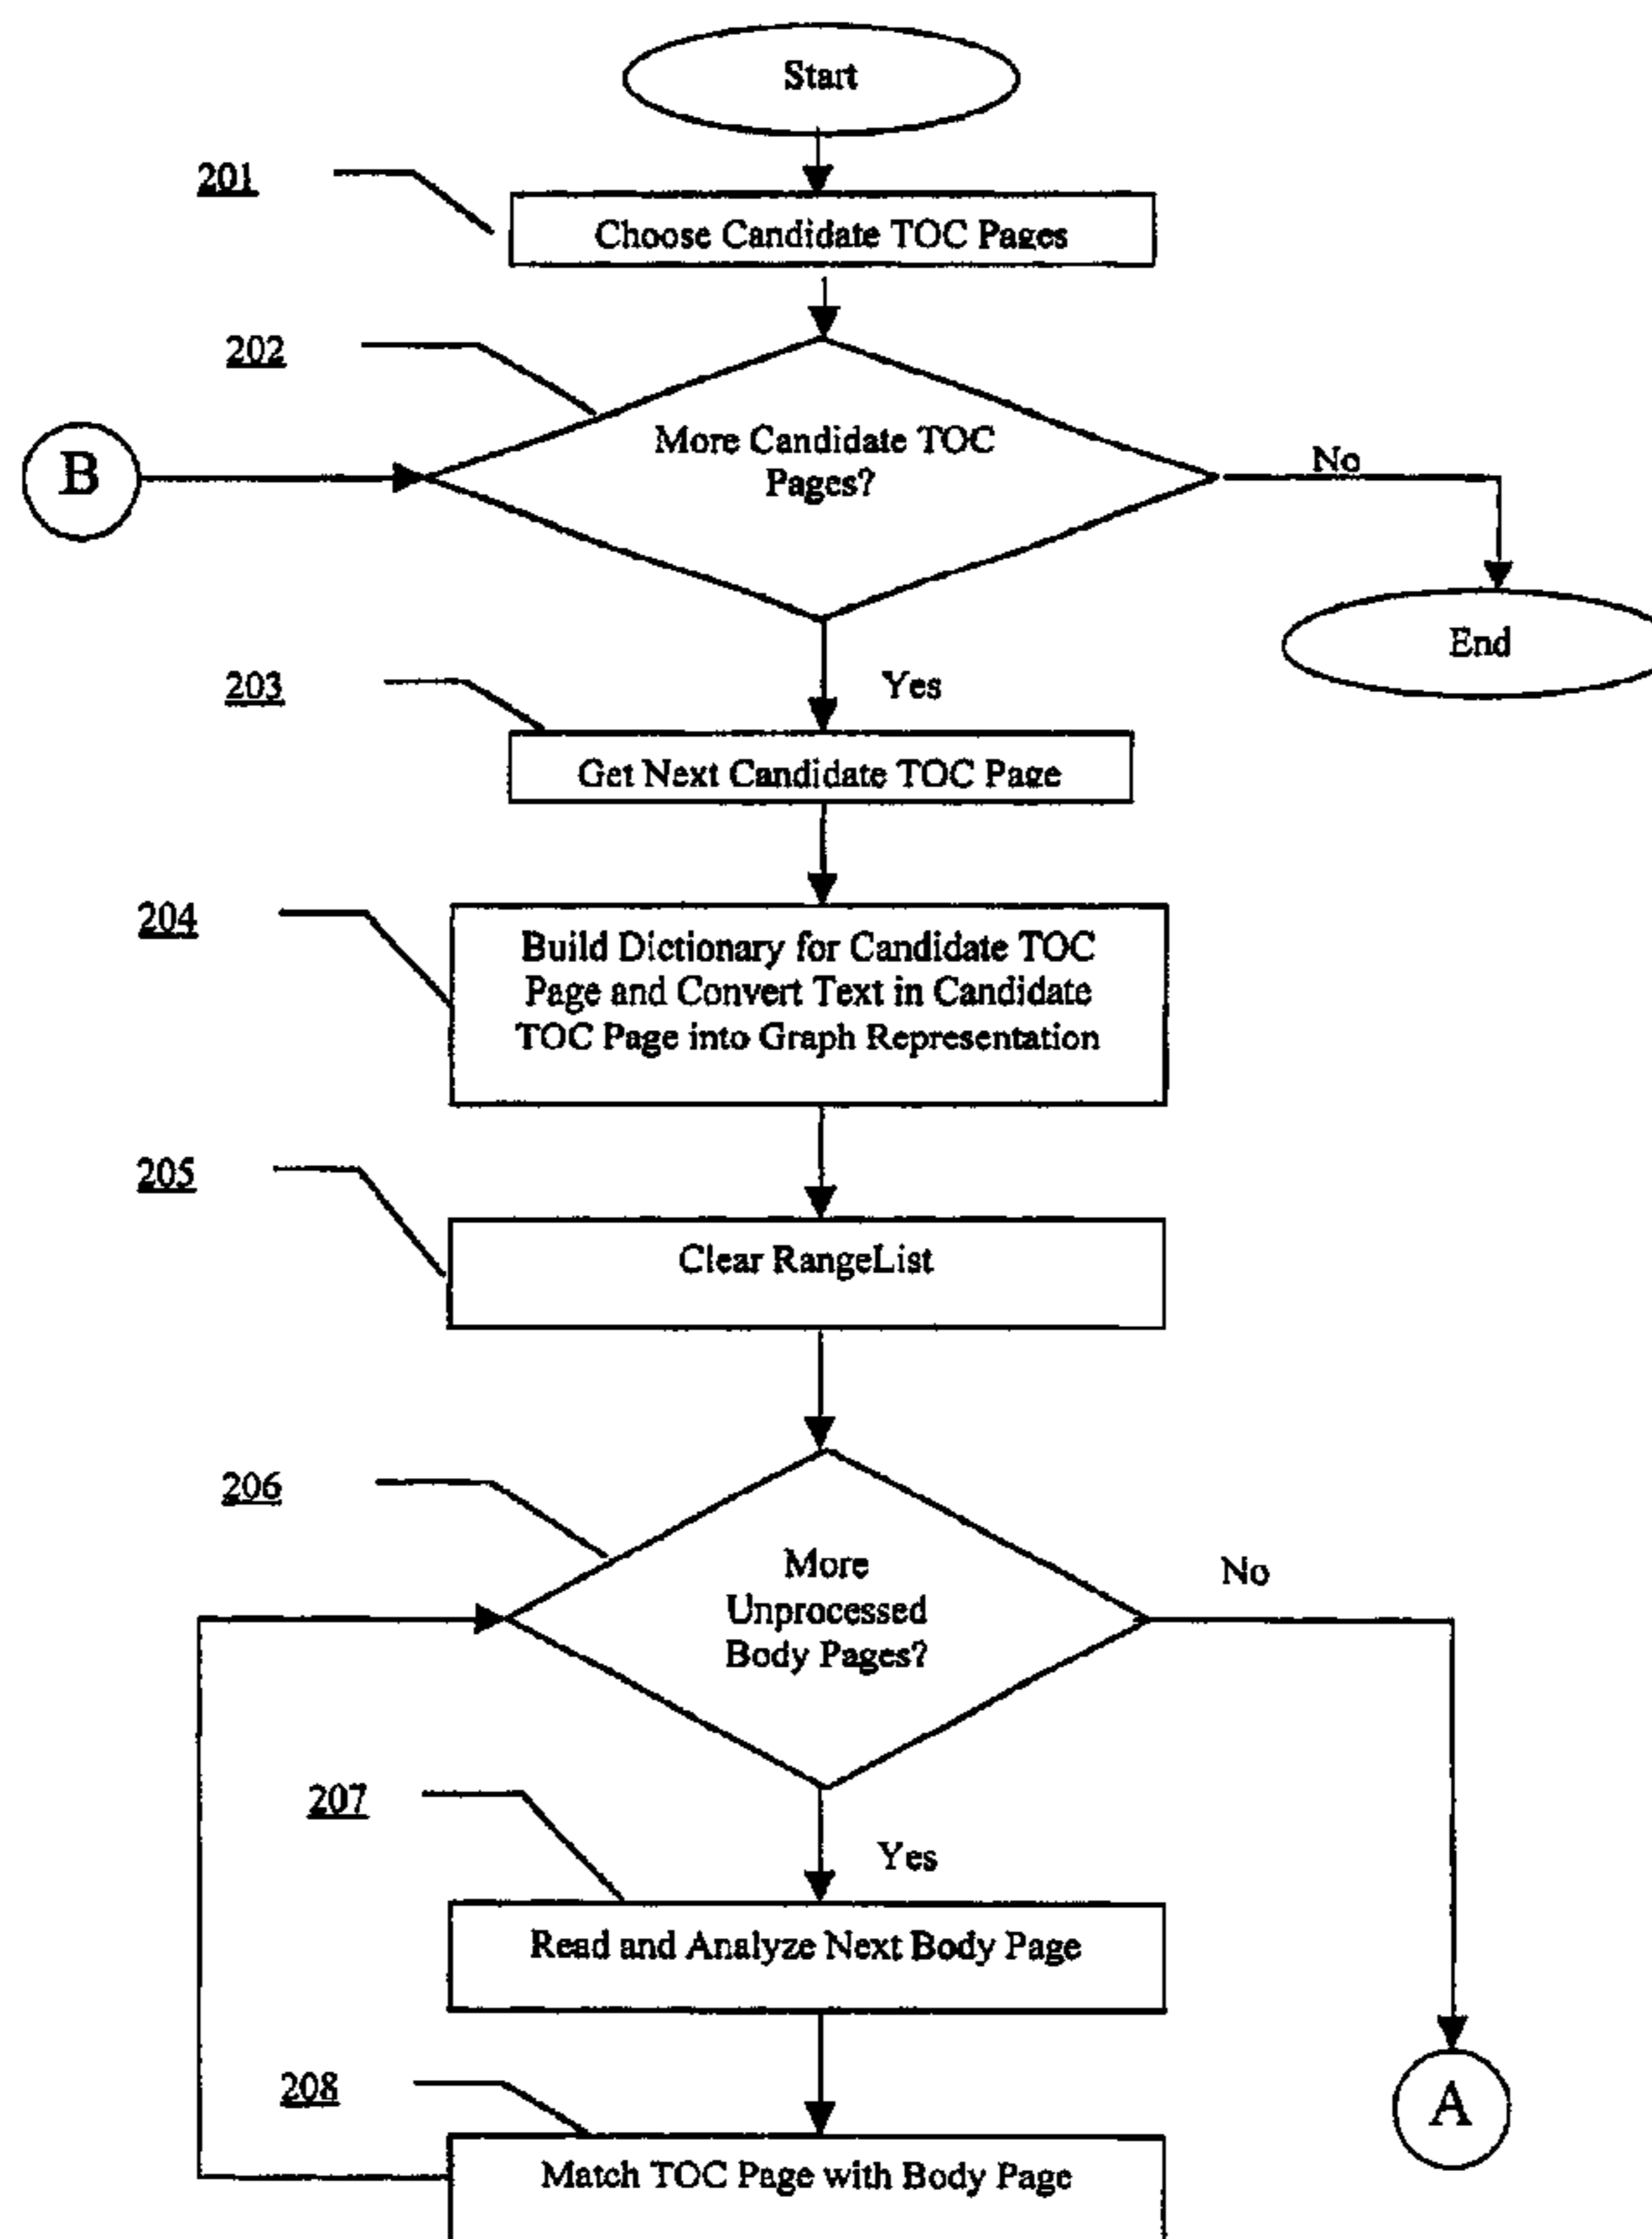 Start
201
Choose Candidate TOC Pages
202
More Candidate TOC
Pages?
B
No
End
203
Yes
Get Next Candidate TOC Page
204
Build Dictionary for Candidate TOC
Page and Convert Text in Candidate
TOC Page into Graph Representation
205
Clear RangeList
206
More
Unprocessed
Body Pages?
No
207
Yes
Read and Analyze Next Body Page
208
A
Match TOC Page with Body Page